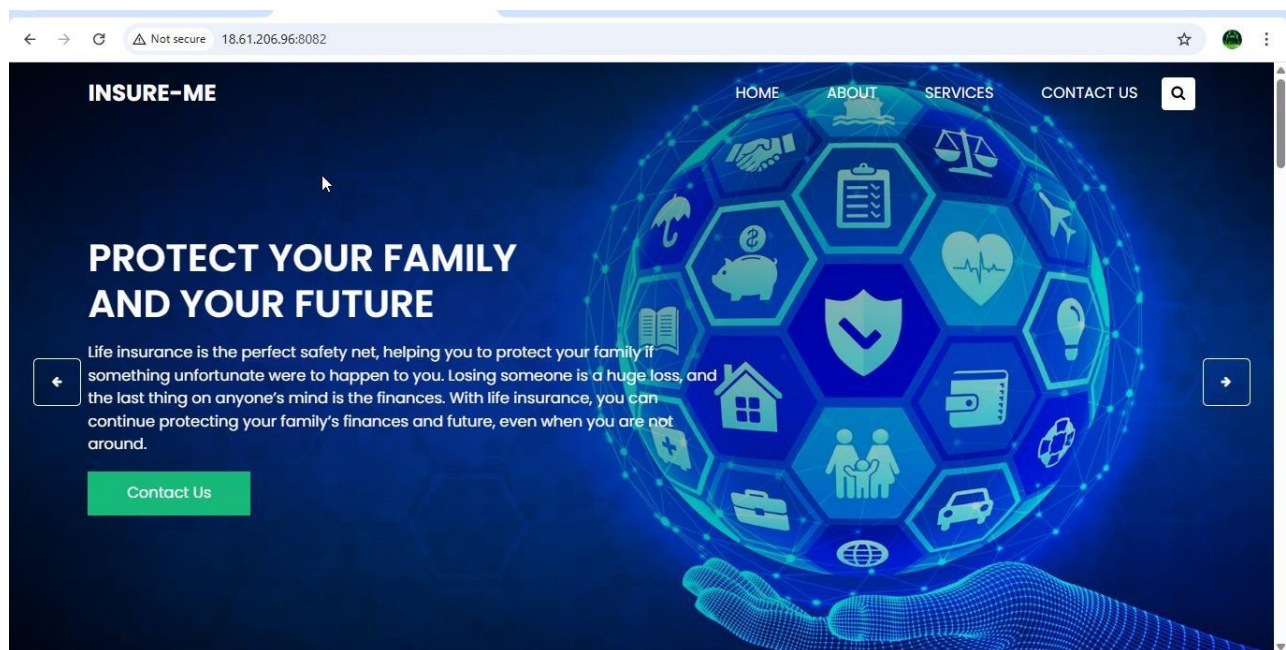 Not secure 18.61.206.96:8082
INSURE-ME
HOME ABOUT SERVICES CONTACT US
PROTECT YOUR FAMILY
AND YOUR FUTURE
Life insurance is the perfect safety net, helping you to protect your family if
something unfortunate were to happen to you. Losing someone is a huge loss, and
the last thing on anyone's mind is the finances. With life insurance, you can
continue protecting your family's finances and future, even when you are not
around.
Contact Us